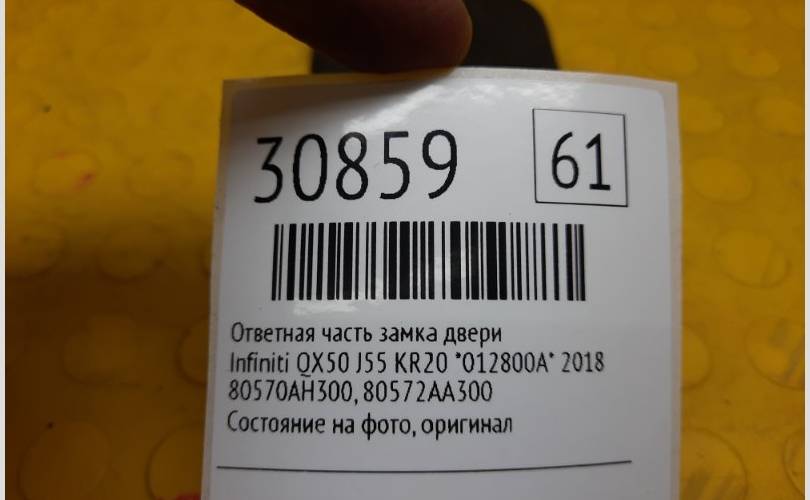 30859 61
Ответная часть замка двери
Infiniti QX50 J55 KR20 *012800A* 2018
80570AH300, 80572AA300
Состояние на фото, оригинал